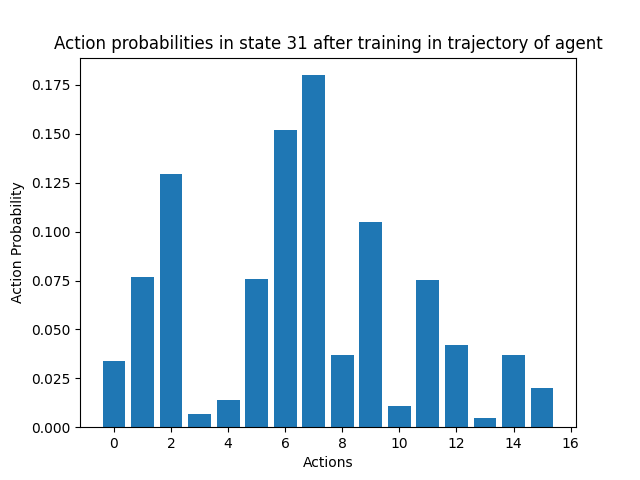 Action probabilities in state 31 after training in trajectory of agent
0.175
0.150
0.125
0.100
0.075
0.050
0.025
0.000
Action Probability
0 2 4 6 8 10 12 14 16
Actions